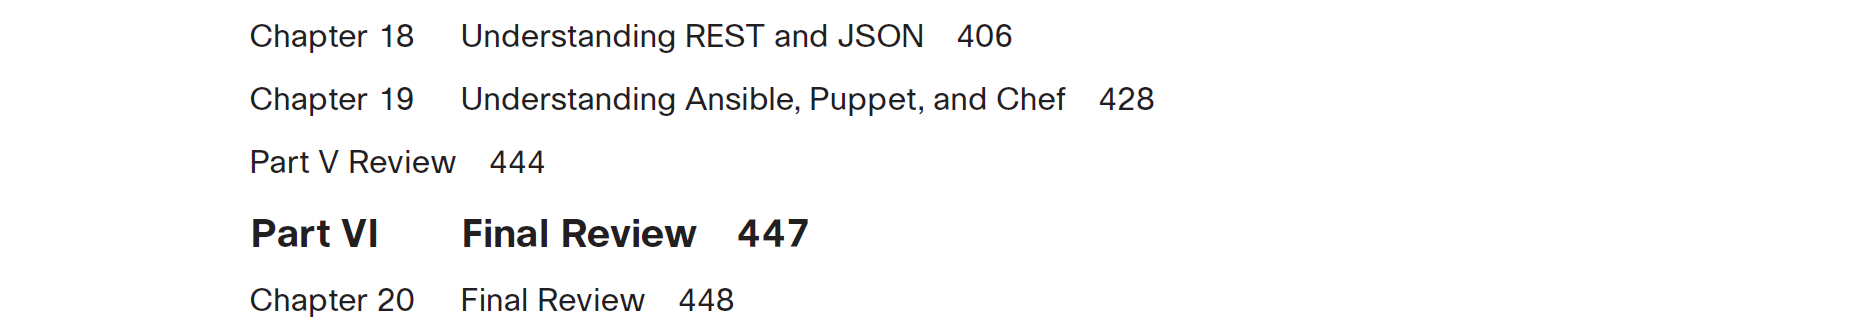 Chapter 18 Understanding REST and JSON 406
Chapter 19 Understanding Ansible, Puppet, and Chef 428
Part V Review 444
Part VI Final Review 447
Chapter 20 Final Review 448